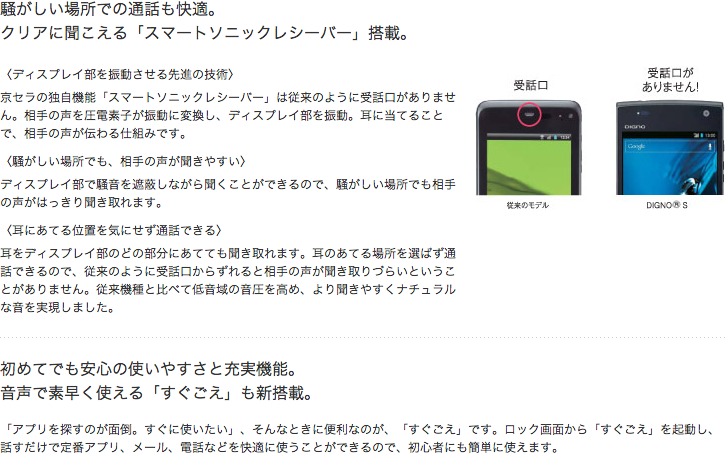 騒がしい場所での通話も快適。
クリアに聞こえる「スマートソニックレシーバー」搭載。
〈ディスプレイ部を振動させる先進の技術〉
京セラの独自機能「スマートソニックレシーバー」は従来のように受話口がありませ
ん。相手の声を圧電素子が振動に変換し、ディスプレイ部を振動。耳に当てること
で、相手の声が伝わる仕組みです。
〈騒がしい場所でも、相手の声が聞きやすい〉
ディスプレイ部で騒音を遮蔽しながら聞くことができるので、騒がしい場所でも相手
の声がはっきり聞き取れます。
〈耳にあてる位置を気にせず通話できる〉
耳をディスプレイ部のどの部分にあてても聞き取れます。耳のあてる場所を選ばず通
話できるので、従来のように受話口からずれると相手の声が聞き取りづらいというこ
とがありません。従来機種と比べて低音域の音圧を高め、より聞きやすくナチュラル
な音を実現しました。
受話口
従来のモデル
受話口が
ありません!
DIGNO
Google
DIGNO® S
初めてでも安心の使いやすさと充実機能。
音声で素早く使える「すぐごえ」も新搭載。
「アプリを探すのが面倒。すぐに使いたい」、そんなときに便利なのが、「すぐごえ」です。ロック画面から「すぐごえ」を起動し、
話すだけで定番アプリ、メール、電話などを快適に使うことができるので、初心者にも簡単に使えます。